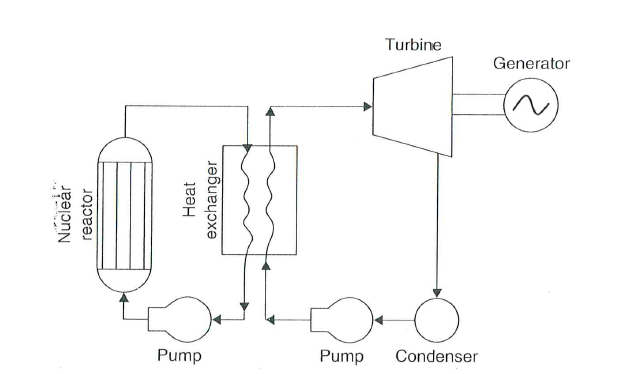 Turbine
Generator
Nuclear
reactor
Heat
exchanger
Pump
Pump
Condenser